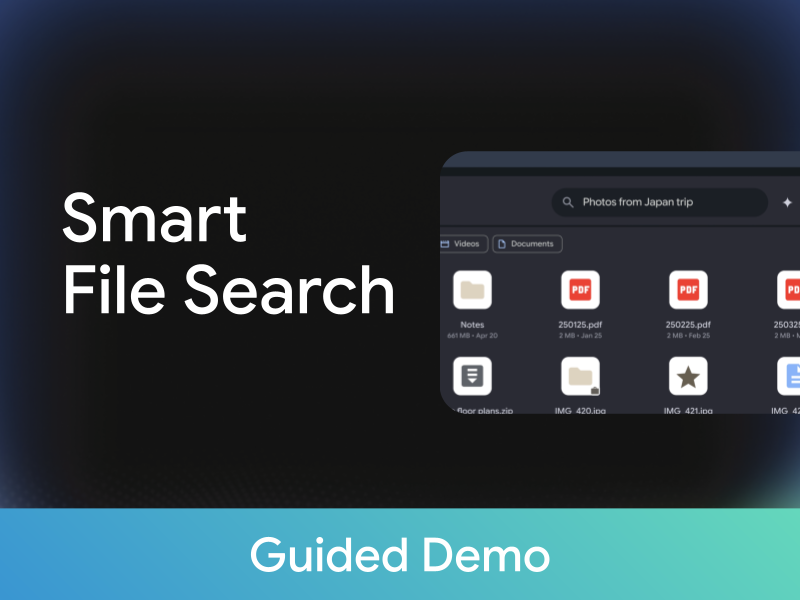 Smart
File Search
Photos from Japan trip
Videos
Documents
PDF
PDF
PDF
Notes
250125.pdf
250225.pdf
661 MB • Apr 20
2 MB • Jan 25
2 MB • Feb 25
floor plans.zip
IMG_420.jpg
IMG_421.jpg
Guided Demo